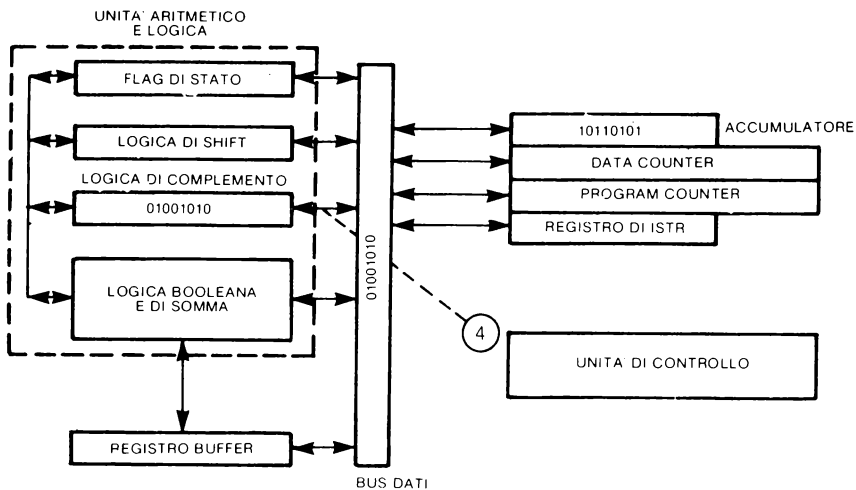 UNITA' ARITMETICO
E LOGICA
FLAG DI STATO
LOGICA DI SHIFT
LOGICA DI COMPLEMENTO
01001010
LOGICA BOOLEANA
E DI SOMMA
REGISTRO BUFFER
01001010
BUS DATI
10110101
ACCUMULATORE
DATA COUNTER
PROGRAM COUNTER
REGISTRO DI ISTR
4
UNITA' DI CONTROLLO